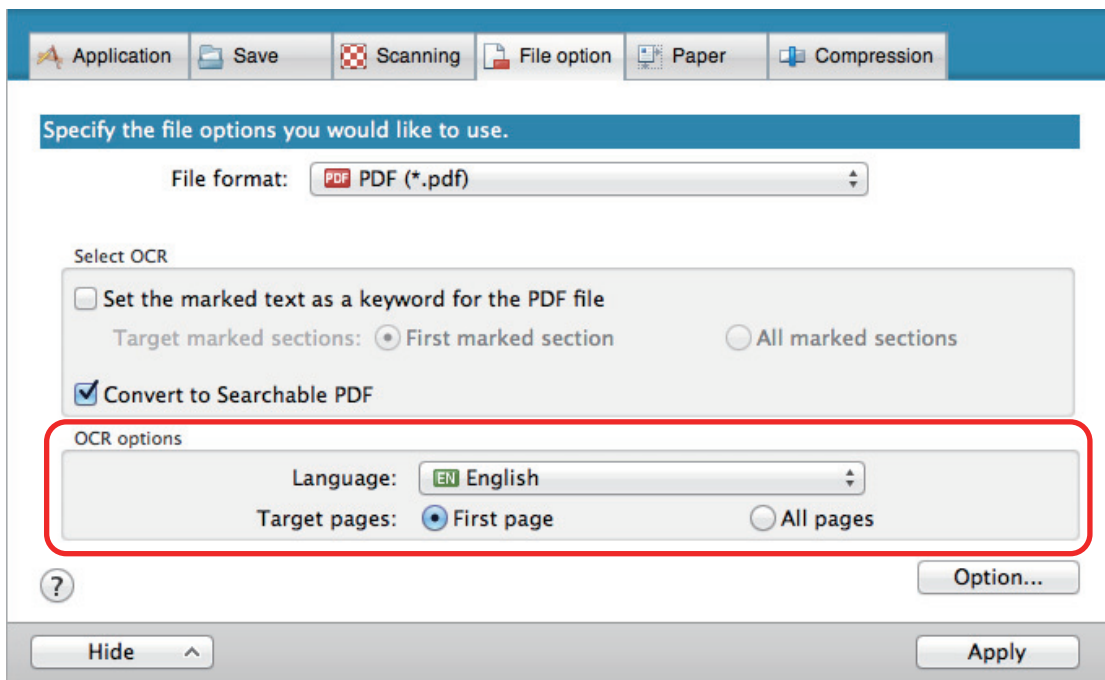 Application Save Scanning File option Paper Compression
Specify the file options you would like to use.
File format: PDF PDF (*.pdf)
Select OCR
Set the marked text as a keyword for the PDF file
Target marked sections: First marked section All marked sections
Convert to Searchable PDF
OCR options
Language: EN English
Target pages: First page All pages
? Option...
Hide Apply